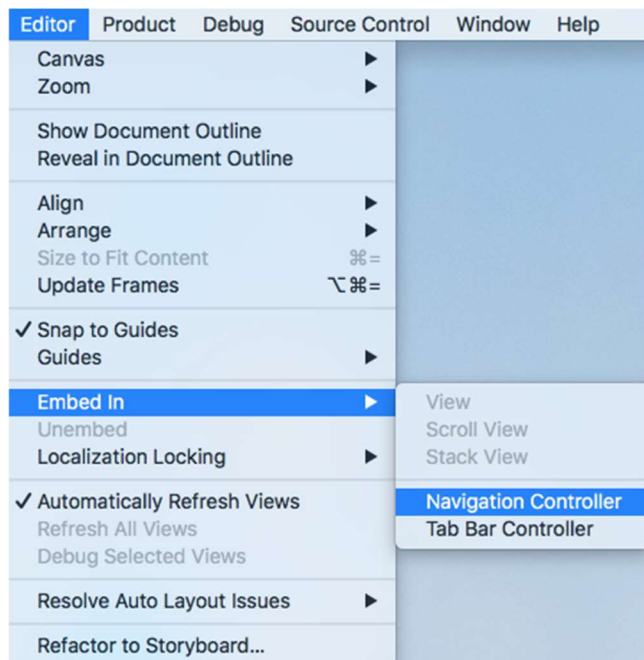 Editor Product Debug Source Control Window Help
Canvas
Zoom
Show Document Outline
Reveal in Document Outline
Align
Arrange
Size to Fit Content ⌘=
Update Frames ⌥⌘=
✓ Snap to Guides
Guides
Embed In
Unembed
Localization Locking
✓ Automatically Refresh Views
Refresh All Views
Debug Selected Views
Resolve Auto Layout Issues
Refactor to Storyboard...
View
Scroll View
Stack View
Navigation Controller
Tab Bar Controller